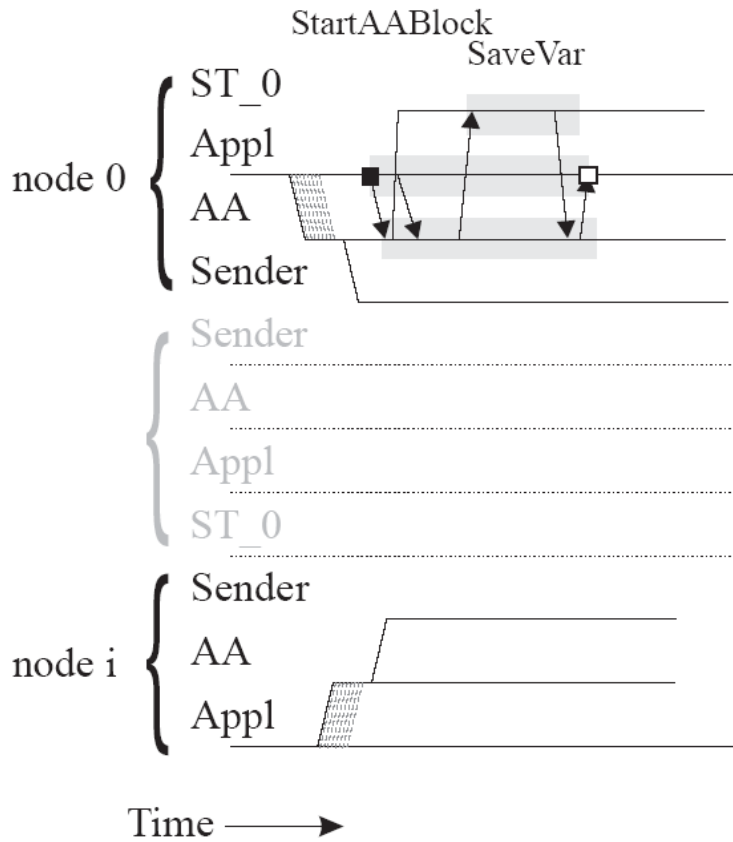 StartAABlock
SaveVar
ST_0
Appl
node 0
AA
Sender
Sender
AA
Appl
ST_0
Sender
node i
AA
Appl
Time